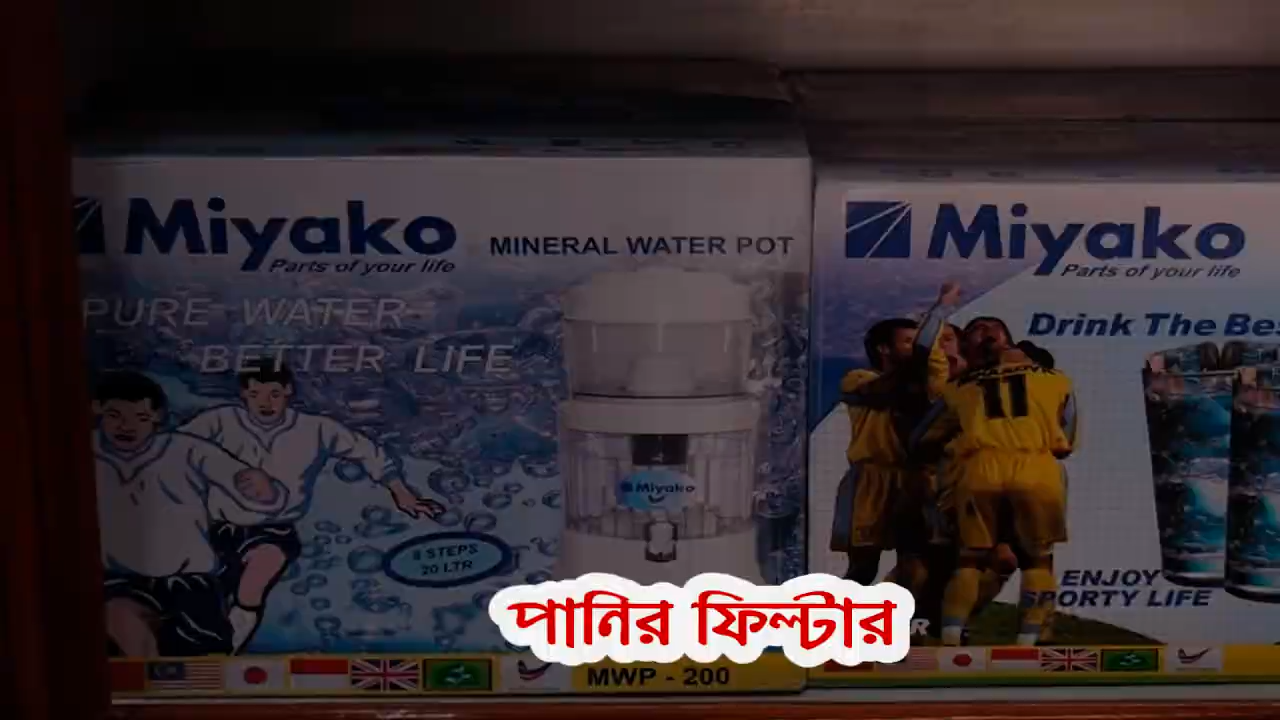 Miyako
Parts of your life
MINERAL WATER POT
PURE WATER
BETTER LIFE
Miyako
8 STEPS
20 LTR
MWP - 200
Miyako
Parts of your life
Drink The
11
ENJOY
SPORTY LIFE
পানির ফিল্টার